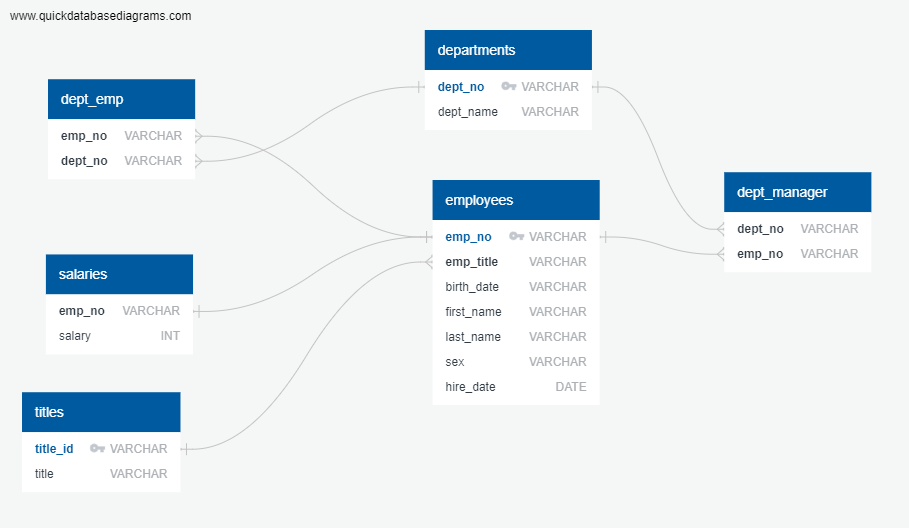 www.quickdatabasediagrams.com
departments
dept_no VARCHAR
dept_name VARCHAR
dept_emp
emp_no VARCHAR
dept_no VARCHAR
employees
emp_no VARCHAR
emp_title VARCHAR
birth_date VARCHAR
first_name VARCHAR
last_name VARCHAR
sex VARCHAR
hire_date DATE
dept_manager
dept_no VARCHAR
emp_no VARCHAR
salaries
emp_no VARCHAR
salary INT
titles
title_id VARCHAR
title VARCHAR